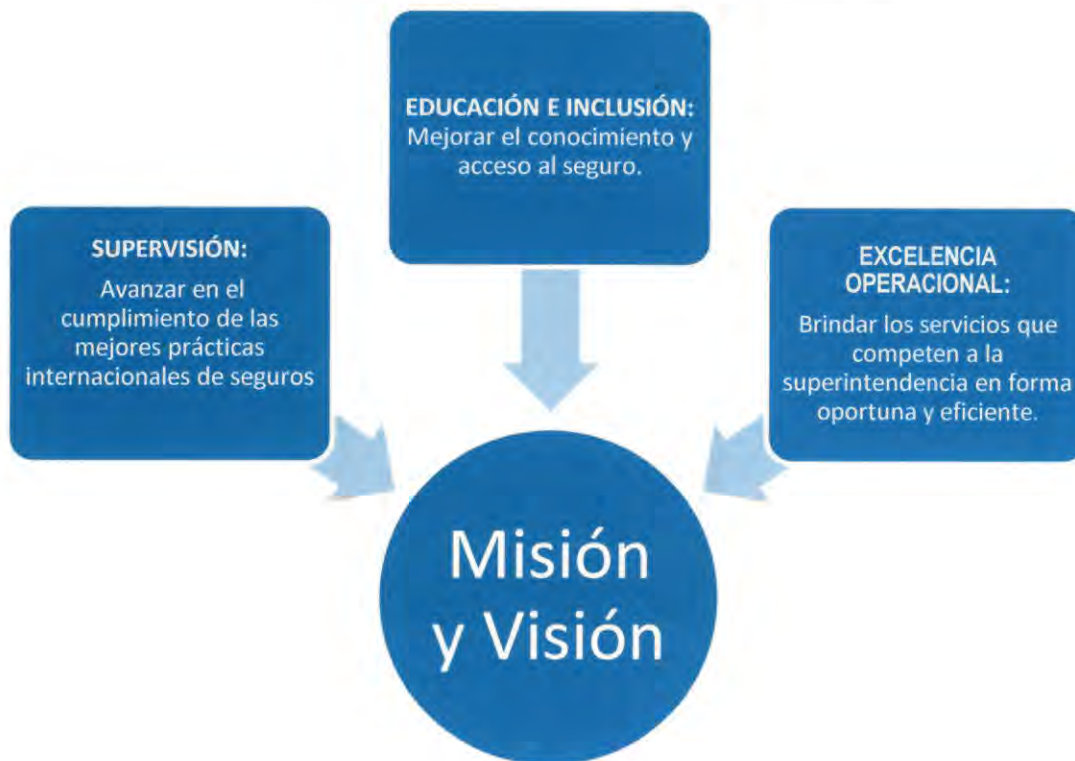 EDUCACIÓN E INCLUSIÓN:
Mejorar el conocimiento y
acceso al seguro.
SUPERVISIÓN:
Avanzar en el
cumplimiento de las
mejores prácticas
internacionales de seguros
EXCELENCIA
OPERACIONAL:
Brindar los servicios que
competen a la
superintendencia en forma
oportuna y eficiente.
Misión
y Visión